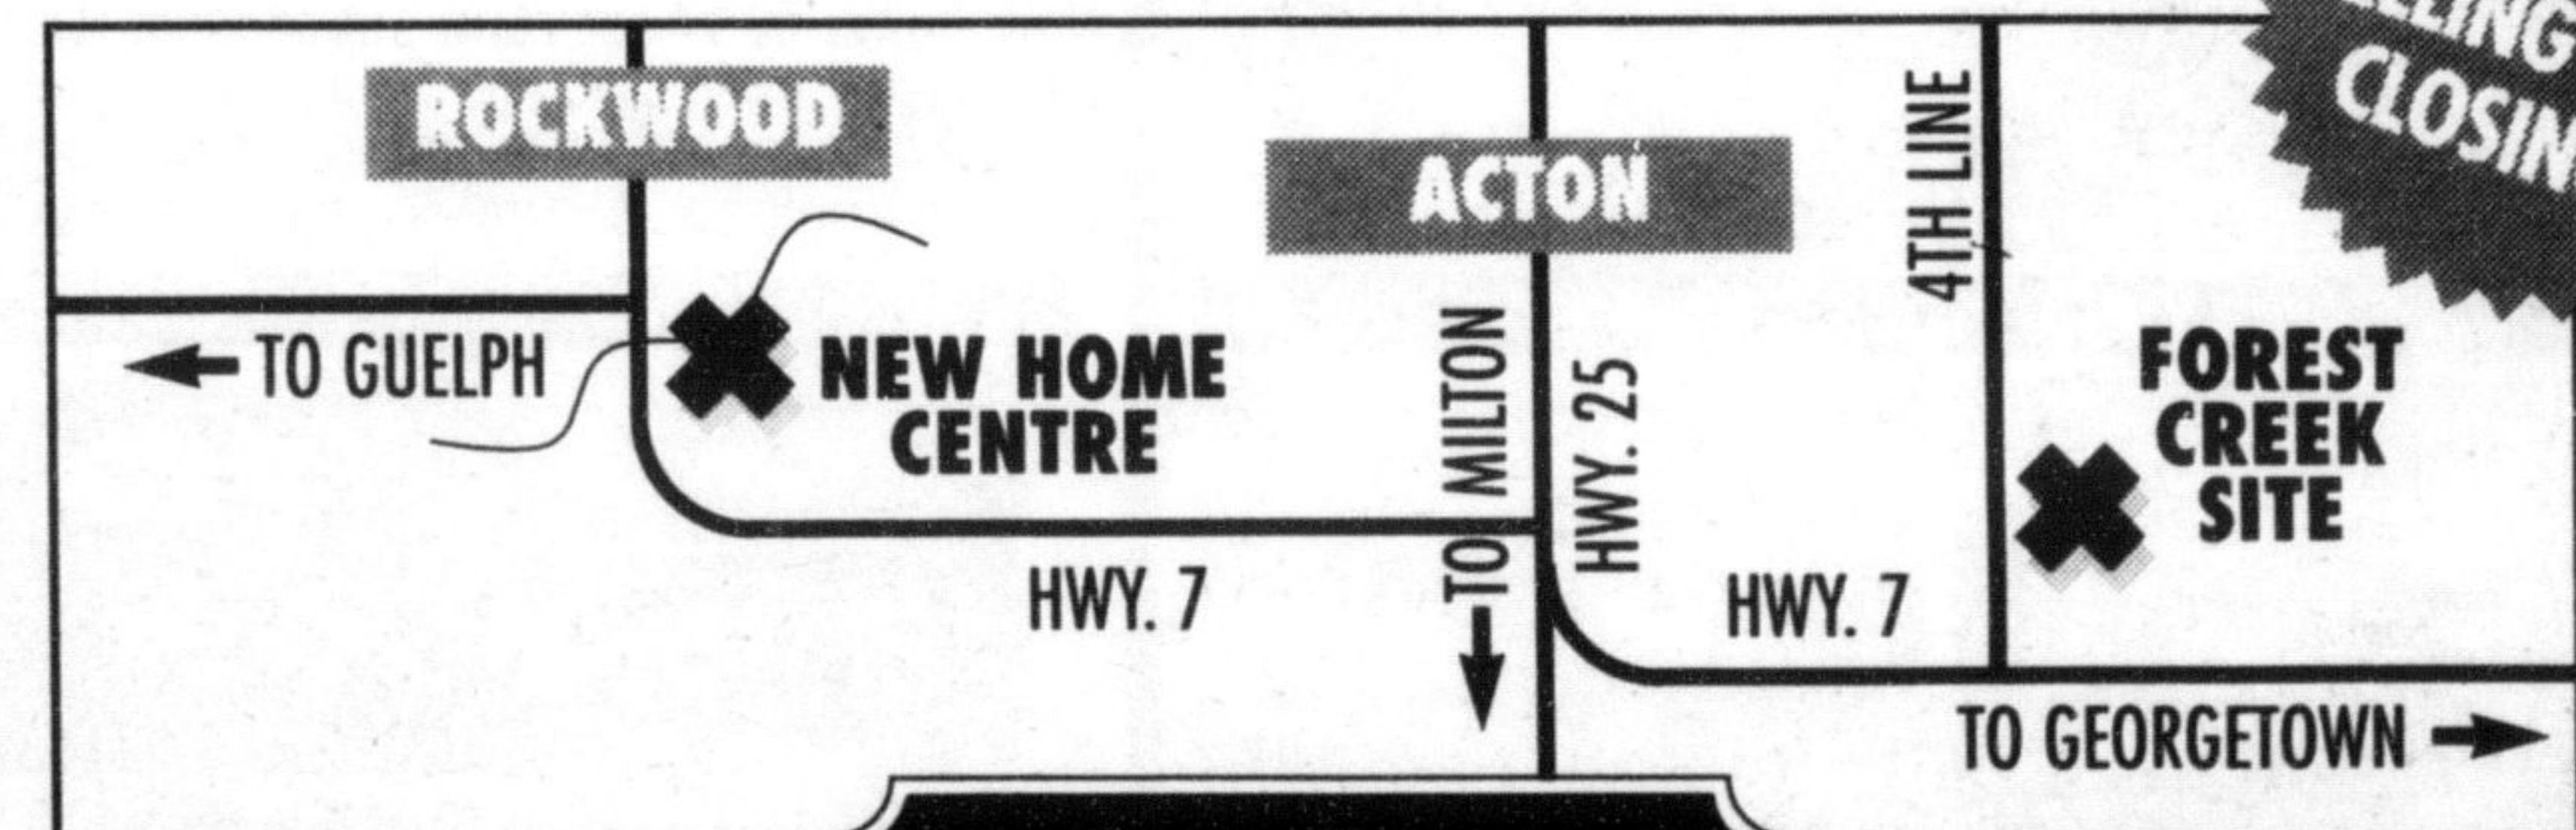 ROCKWOOD
ACTON
4TH LINE
CLOSIN
TO GUELPH
NEW HOME
CENTRE
TO MILTON
HWY. 25
FOREST
CREEK
SITE
HWY. 7
HWY. 7
TO GEORGETOWN